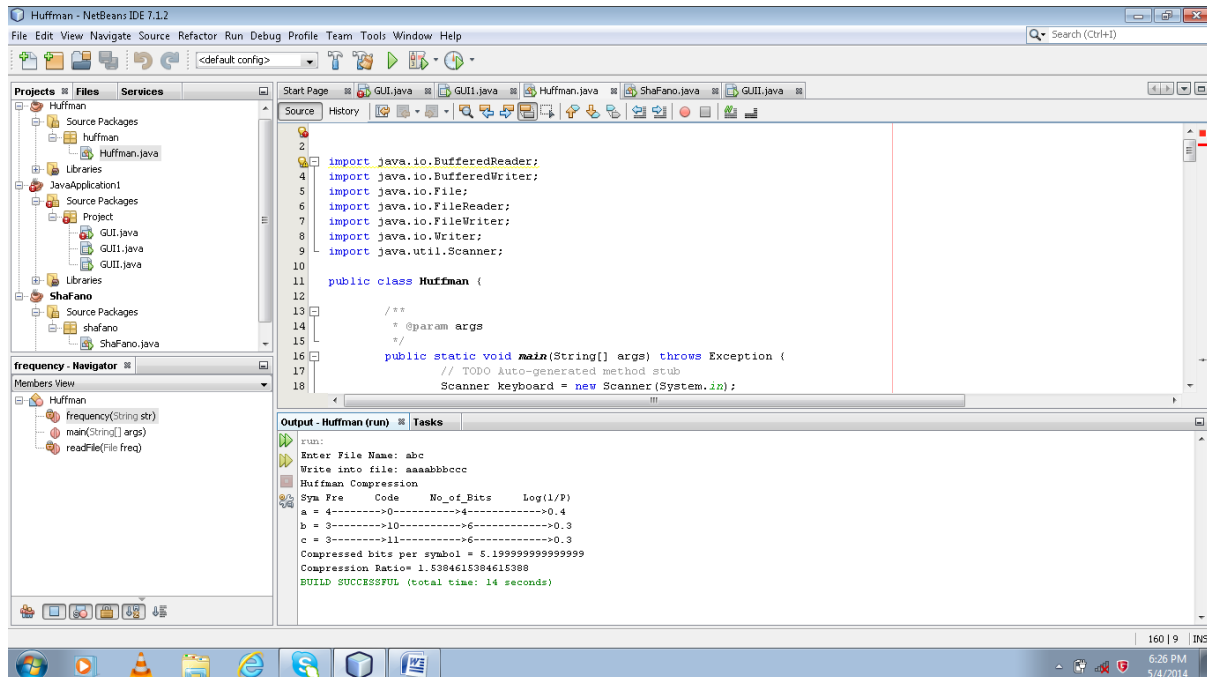 Huffman - NetBeans IDE 7.1.2
File Edit View Navigate Source Refactor Run Debug Profile Team Tools Window Help
Search (Ctrl+I)
<default config>
Projects Files Services
Huffman
Source Packages
huffman
Huffman.java
Libraries
JavaApplication1
Source Packages
Project
GUI.java
GUI1.java
GUII.java
Libraries
ShaFano
Source Packages
shafano
ShaFano.java
frequency - Navigator
Members View
Huffman
frequency(String str)
main(String[] args)
readFile(File freq)
Start Page GUI.java GUI1.java Huffman.java ShaFano.java GUII.java
Source History
2
import java.io.BufferedReader;
4 import java.io.BufferedWriter;
5 import java.io.File;
6 import java.io.FileReader;
7 import java.io.FileWriter;
8 import java.io.Writer;
9 import java.util.Scanner;
10
11 public class Huffman {
12
13 /**
14 * @param args
15 */
16 public static void main(String[] args) throws Exception {
17 // TODO Auto-generated method stub
18 Scanner keyboard = new Scanner(System.in);
Output - Huffman (run) Tasks
run:
Enter File Name: abc
Write into file: aaaabbbccc
Huffman Compression
Sym Fre Code No_of_Bits Log(1/P)
a = 4-------->0---------->4------------>0.4
b = 3-------->10---------->6------------>0.3
c = 3-------->11---------->6------------>0.3
Compressed bits per symbol = 5.199999999999999
Compression Ratio= 1.5384615384615388
BUILD SUCCESSFUL (total time: 14 seconds)
160 | 9 INS
6:26 PM
5/4/2014